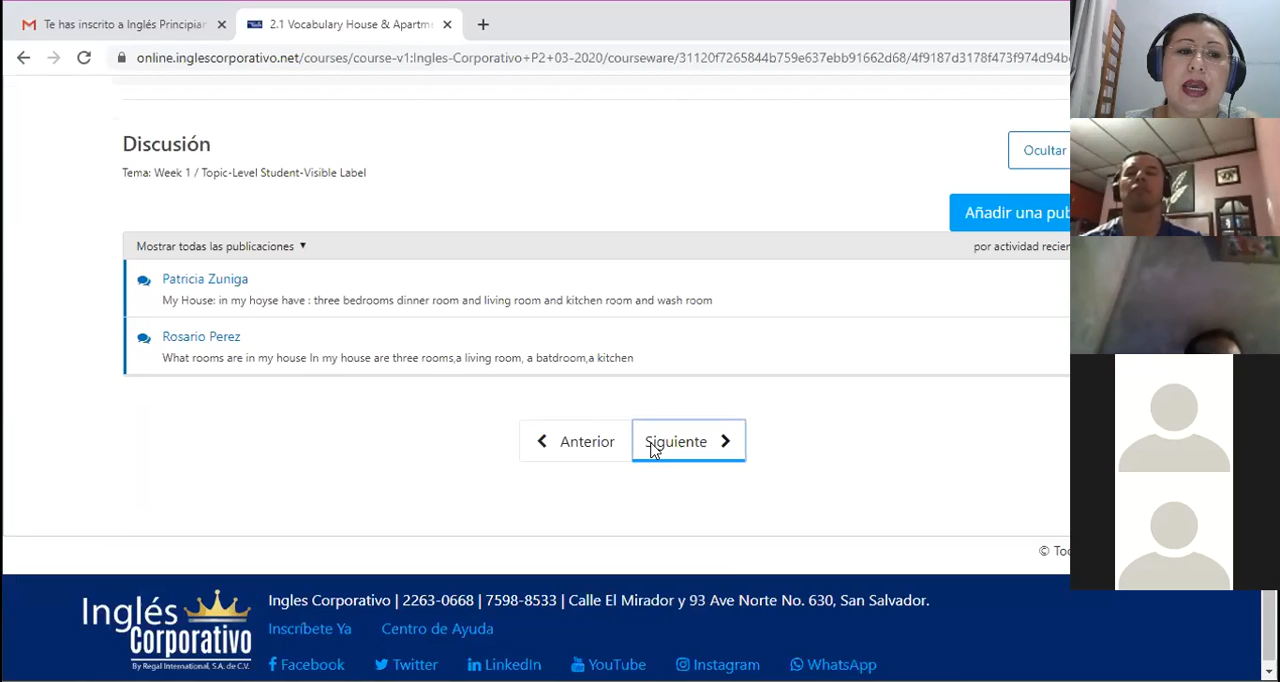 Te has inscrito a Inglés Principian
2.1 Vocabulary House & Apartm
online.inglescorporativo.net/courses/course-v1:Ingles-Corporativo+P2+03-2020/courseware/31120f7265844b759e637ebb91662d68/4f9187d3178f473f974d94b
Discusión
Ocultar
Tema: Week 1 / Topic-Level Student-Visible Label
Añadir una pub
Mostrar todas las publicaciones
por actividad recien
Patricia Zuniga
My House: in my hoyse have : three bedrooms dinner room and living room and kitchen room and wash room
Rosario Perez
What rooms are in my house In my house are three rooms,a living room, a batdroom,a kitchen
Anterior
Siguiente
© Tod
Inglés Corporativo
By Regal International, S.A. de C.V.
Ingles Corporativo | 2263-0668 | 7598-8533 | Calle El Mirador y 93 Ave Norte No. 630, San Salvador.
Inscríbete Ya
Centro de Ayuda
Facebook
Twitter
LinkedIn
YouTube
Instagram
WhatsApp